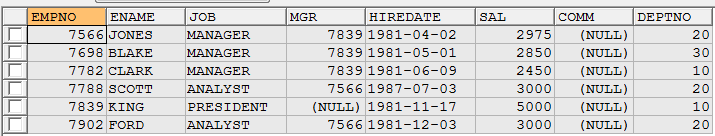 EMPNO ENAME JOB MGR HIREDATE SAL COMM DEPTNO
7566 JONES MANAGER 7839 1981-04-02 2975 (NULL) 20
7698 BLAKE MANAGER 7839 1981-05-01 2850 (NULL) 30
7782 CLARK MANAGER 7839 1981-06-09 2450 (NULL) 10
7788 SCOTT ANALYST 7566 1987-07-03 3000 (NULL) 20
7839 KING PRESIDENT (NULL) 1981-11-17 5000 (NULL) 10
7902 FORD ANALYST 7566 1981-12-03 3000 (NULL) 20